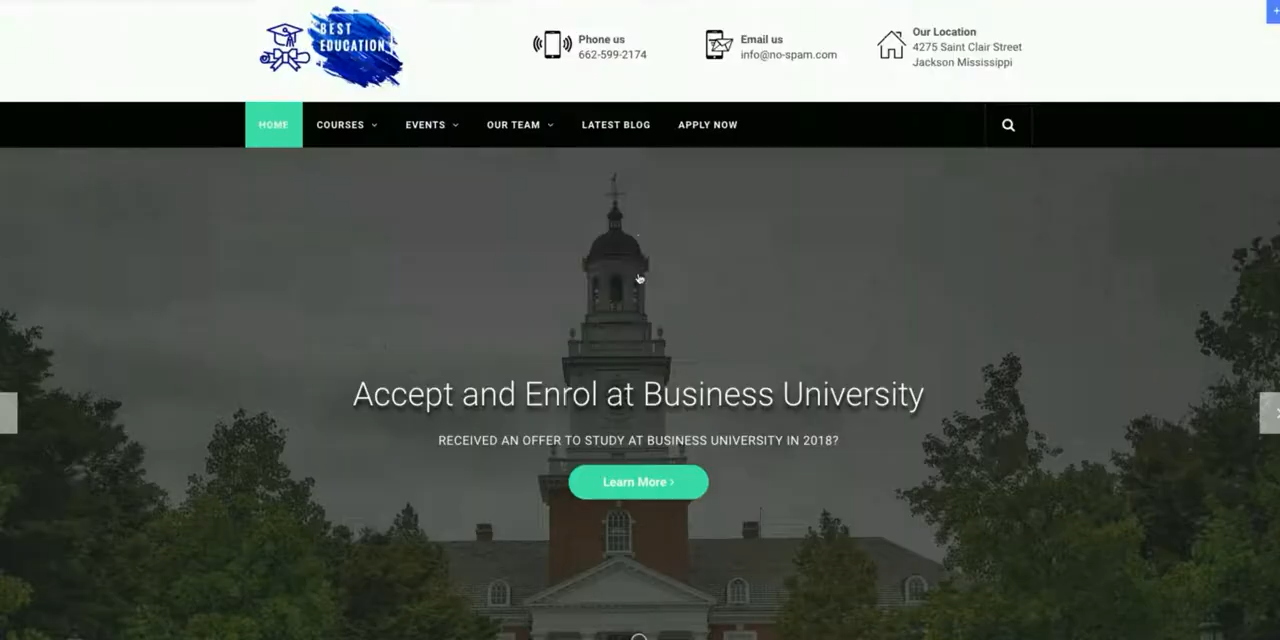 BEST
EDUCATION
Phone us
662-599-2174
Email us
info@no-spam.com
Our Location
4275 Saint Clair Street
Jackson Mississippi
HOME
COURSES
EVENTS
OUR TEAM
LATEST BLOG
APPLY NOW
Accept and Enrol at Business University
RECEIVED AN OFFER TO STUDY AT BUSINESS UNIVERSITY IN 2018?
Learn More ›